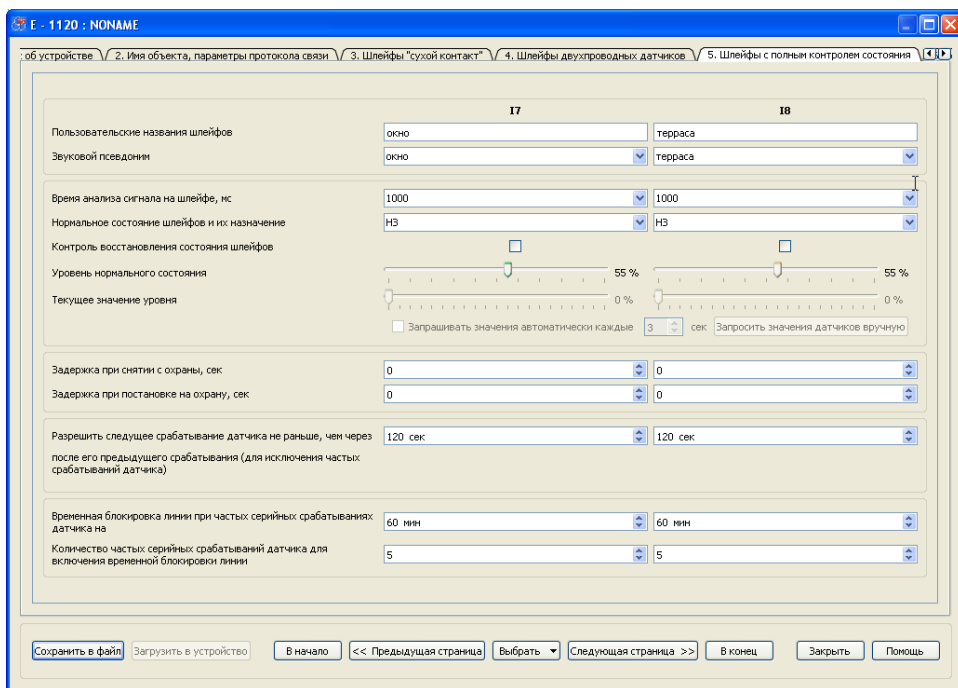 E - 1120 : NONAME
об устройстве 2. Имя объекта, параметры протокола связи 3. Шлейфы "сухой контакт" 4. Шлейфы двухпроводных датчиков 5. Шлейфы с полным контролем состояния
I7 I8
Пользовательские названия шлейфов окно терраса
Звуковой псевдоним окно терраса
Время анализа сигнала на шлейфе, мс 1000 1000
Нормальное состояние шлейфов и их назначение НЗ НЗ
Контроль восстановления состояния шлейфов
Уровень нормального состояния 55 % 55 %
Текущее значение уровня 0 % 0 %
Запрашивать значения автоматически каждые 3 сек Запросить значения датчиков вручную
Задержка при снятии с охраны, сек 0 0
Задержка при постановке на охрану, сек 0 0
Разрешить следущее срабатывание датчика не раньше, чем через 120 сек 120 сек
после его предыдущего срабатывания (для исключения частых
срабатываний датчика)
Временная блокировка линии при частых серийных срабатываниях
датчика на 60 мин 60 мин
Количество частых серийных срабатываний датчика для
включения временной блокировки линии 5 5
Сохранить в файл Загрузить в устройство В начало << Предыдущая страница Выбрать Следующая страница >> В конец Закрыть Помощь